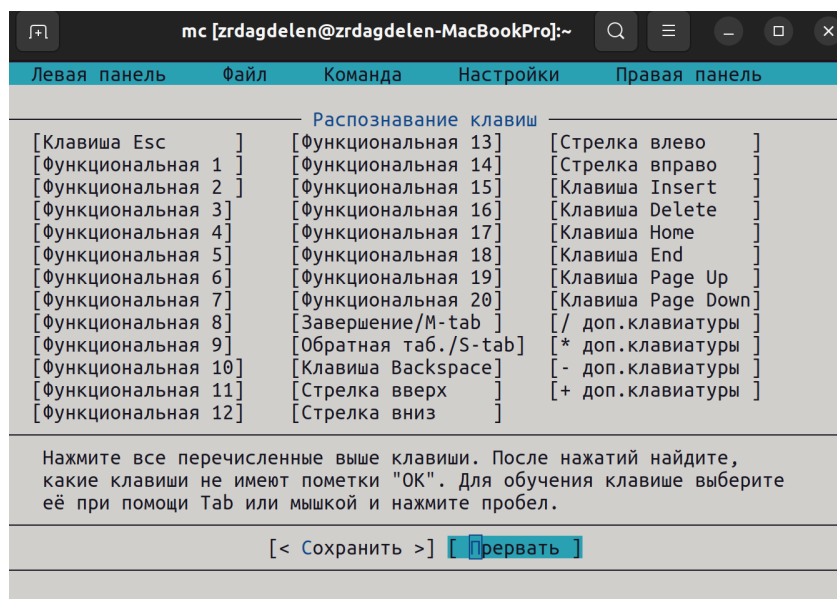 mc [zrdagdelen@zrdagdelen-MacBookPro]:~
Левая панель Файл Команда Настройки Правая панель
Распознавание клавиш
[Клавиша Esc ] [Функциональная 13] [Стрелка влево ]
[Функциональная 1 ] [Функциональная 14] [Стрелка вправо ]
[Функциональная 2 ] [Функциональная 15] [Клавиша Insert ]
[Функциональная 3] [Функциональная 16] [Клавиша Delete ]
[Функциональная 4] [Функциональная 17] [Клавиша Home ]
[Функциональная 5] [Функциональная 18] [Клавиша End ]
[Функциональная 6] [Функциональная 19] [Клавиша Page Up ]
[Функциональная 7] [Функциональная 20] [Клавиша Page Down]
[Функциональная 8] [Завершение/M-tab ] [/ доп.клавиатуры ]
[Функциональная 9] [Обратная таб./S-tab] [* доп.клавиатуры ]
[Функциональная 10] [Клавиша Backspace] [- доп.клавиатуры ]
[Функциональная 11] [Стрелка вверх ] [+ доп.клавиатуры ]
[Функциональная 12] [Стрелка вниз ]
Нажмите все перечисленные выше клавиши. После нажатий найдите,
какие клавиши не имеют пометки "OK". Для обучения клавише выберите
её при помощи Tab или мышкой и нажмите пробел.
[< Сохранить >] [ Прервать ]